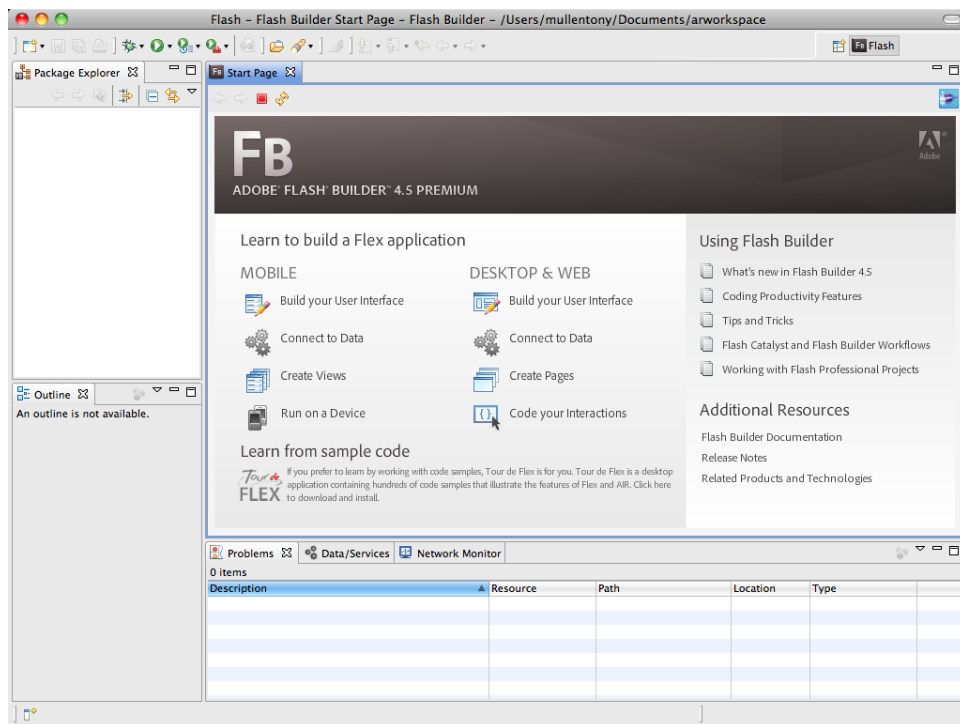 Flash – Flash Builder Start Page – Flash Builder – /Users/mullentony/Documents/arworkspace
Fb Flash
Package Explorer
Fb Start Page
FB
Adobe
ADOBE® FLASH® BUILDER™ 4.5 PREMIUM
Learn to build a Flex application
MOBILE
Build your User Interface
Connect to Data
Create Views
Run on a Device
DESKTOP & WEB
Build your User Interface
Connect to Data
Create Pages
Code your Interactions
Learn from sample code
Tour de
FLEX
If you prefer to learn by working with code samples, Tour de Flex is for you. Tour de Flex is a desktop
application containing hundreds of code samples that illustrate the features of Flex and AIR. Click here
to download and install.
Using Flash Builder
What's new in Flash Builder 4.5
Coding Productivity Features
Tips and Tricks
Flash Catalyst and Flash Builder Workflows
Working with Flash Professional Projects
Additional Resources
Flash Builder Documentation
Release Notes
Related Products and Technologies
Outline
An outline is not available.
Problems Data/Services Network Monitor
0 items
Description Resource Path Location Type